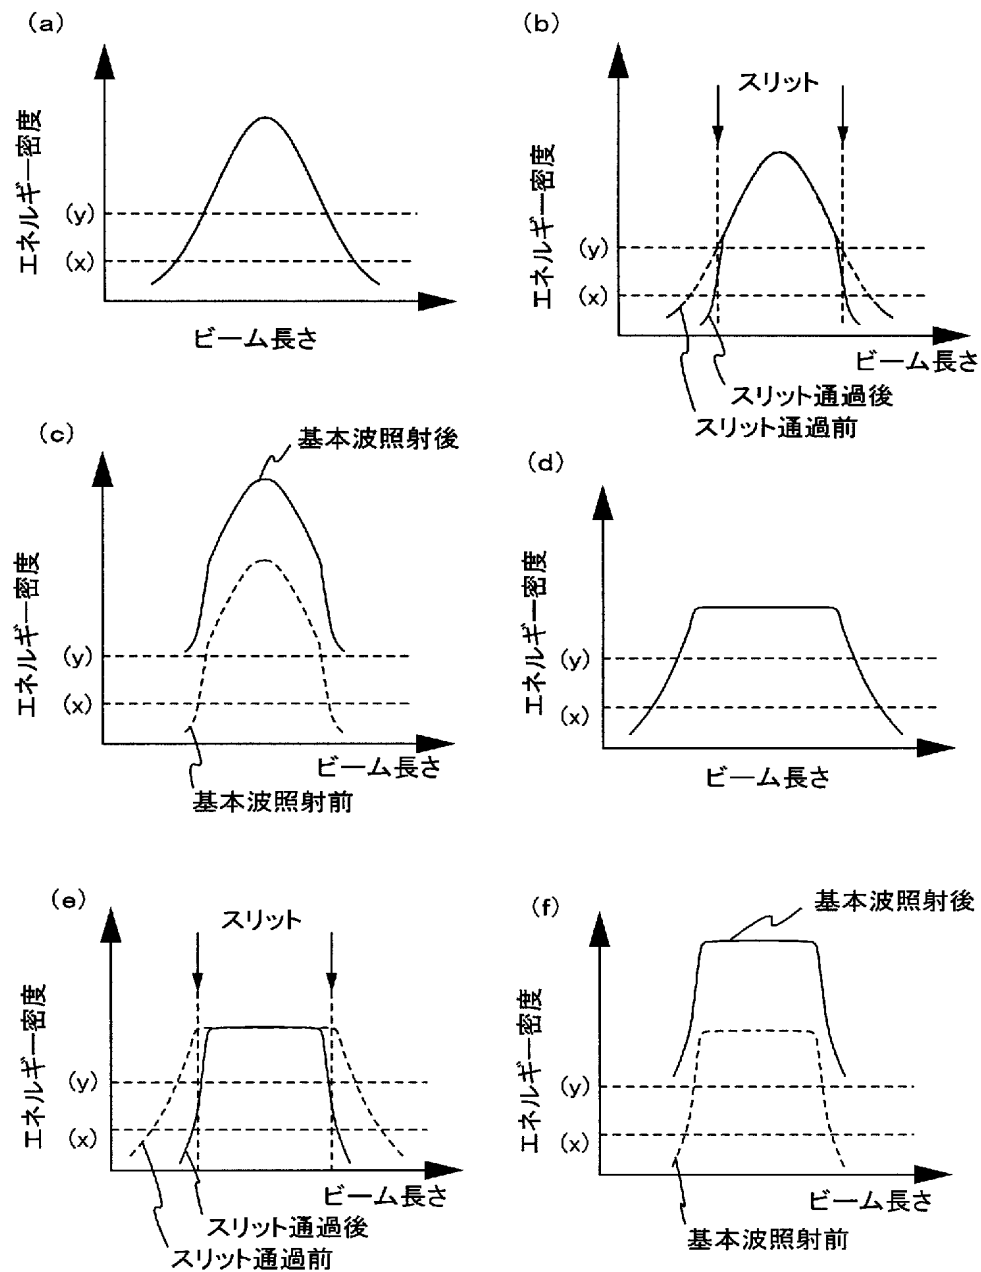 (a)
エネルギー密度
(y)
(x)
ビーム長さ
(b)
スリット
エネルギー密度
(y)
(x)
ビーム長さ
スリット通過後
スリット通過前
(c)
基本波照射後
エネルギー密度
(y)
(x)
ビーム長さ
基本波照射前
(d)
エネルギー密度
(y)
(x)
ビーム長さ
(e)
スリット
エネルギー密度
(y)
(x)
ビーム長さ
スリット通過後
スリット通過前
(f)
基本波照射後
エネルギー密度
(y)
(x)
ビーム長さ
基本波照射前